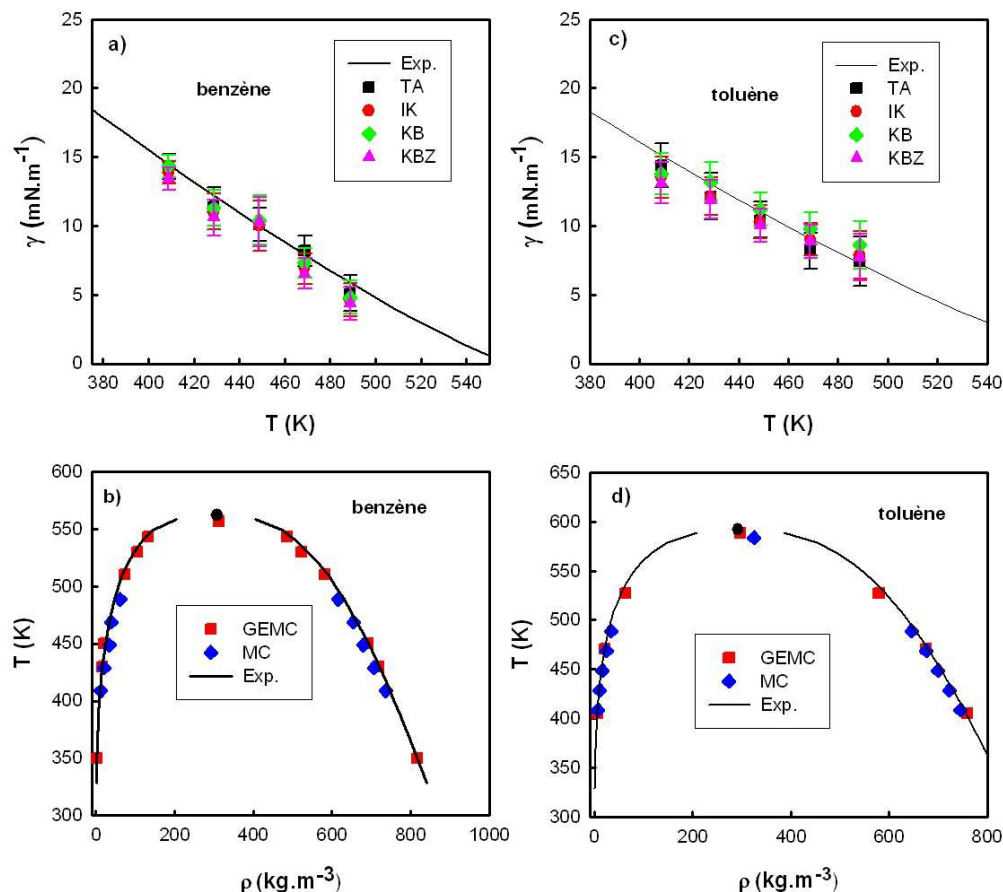 a)
benzène
Exp.
TA
IK
KB
KBZ
γ (mN.m-1)
25
20
15
10
5
0
380 400 420 440 460 480 500 520 540
T (K)
c)
toluène
Exp.
TA
IK
KB
KBZ
γ (mN.m-1)
25
20
15
10
5
0
380 400 420 440 460 480 500 520 540
T (K)
b)
benzène
GEMC
MC
Exp.
T (K)
600
550
500
450
400
350
300
0 200 400 600 800 1000
ρ (kg.m-3)
d)
toluène
GEMC
MC
Exp.
T (K)
650
600
550
500
450
400
350
300
0 200 400 600 800
ρ (kg.m-3)